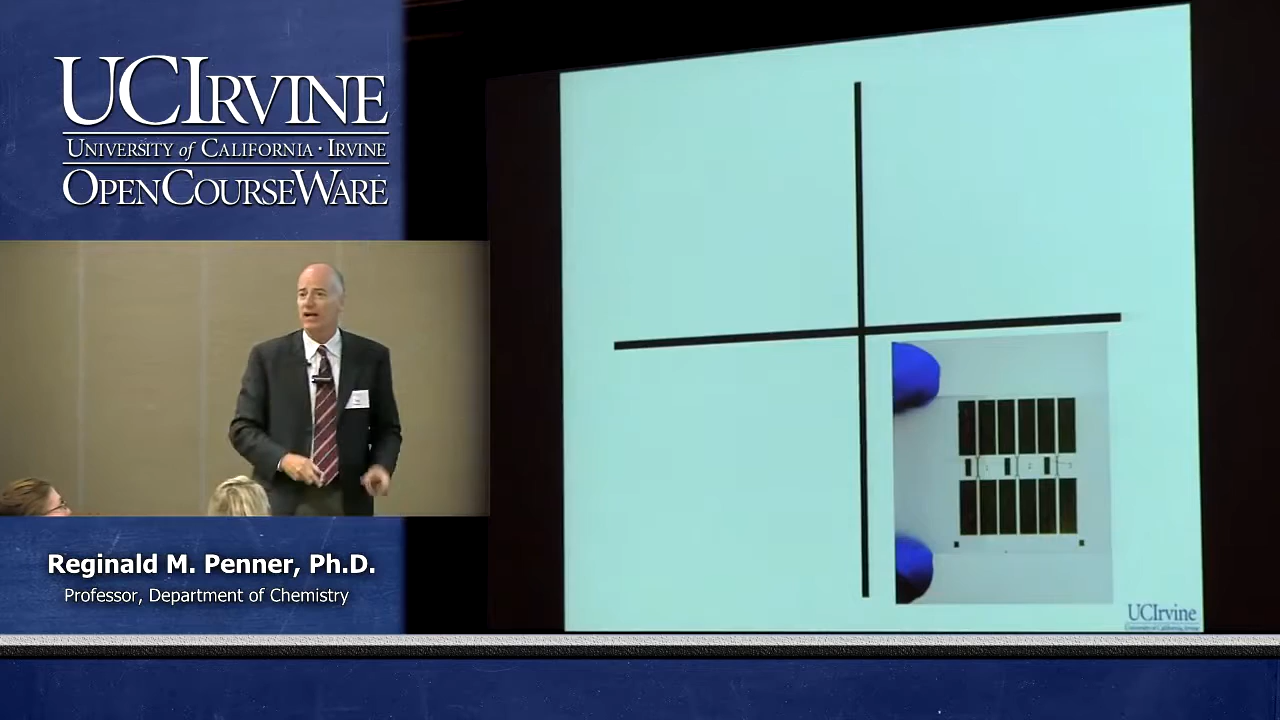 UCIRVINE
UNIVERSITY of CALIFORNIA · IRVINE
OPENCOURSEWARE
Reginald M. Penner, Ph.D.
Professor, Department of Chemistry
UCIrvine